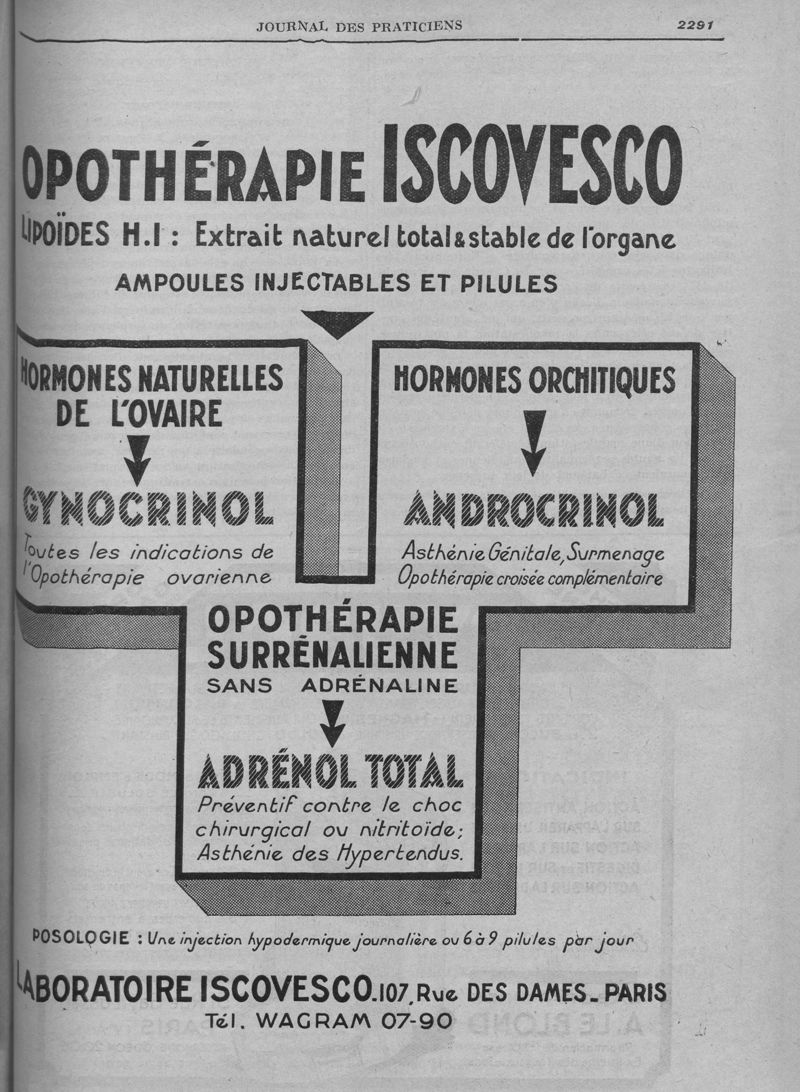 JOURNAL DES PRATICIENS 2291
OPOTHÉRAPIE ISCOVESCO
LIPOÏDES H.I : Extrait naturel total & stable de l'organe
AMPOULES INJECTABLES ET PILULES
HORMONES NATURELLES
DE L'OVAIRE
GYNOCRINOL
Toutes les indications de
l'Opothérapie ovarienne
HORMONES ORCHITIQUES
ANDROCRINOL
Asthénie Génitale, Surmenage
Opothérapie croisée complémentaire
OPOTHÉRAPIE
SURRÉNALIENNE
SANS ADRÉNALINE
ADRÉNOL TOTAL
Préventif contre le choc
chirurgical ou nitritoïde;
Asthénie des Hypertendus.
POSOLOGIE : Une injection hypodermique journalière ou 6 à 9 pilules par jour
LABORATOIRE ISCOVESCO.107, Rue DES DAMES_PARIS
Tél. WAGRAM 07-90